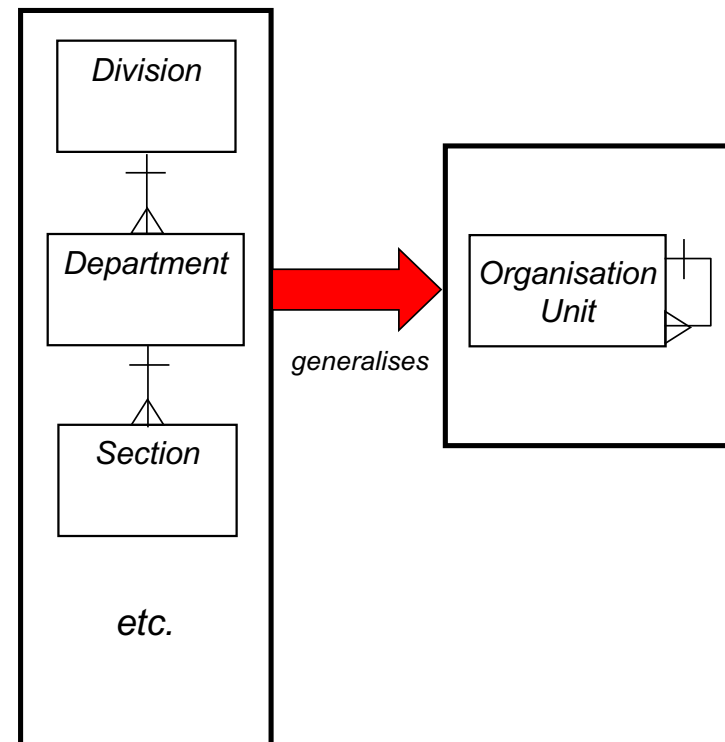 Division
Department
Section
etc.
generalises
Organisation
Unit